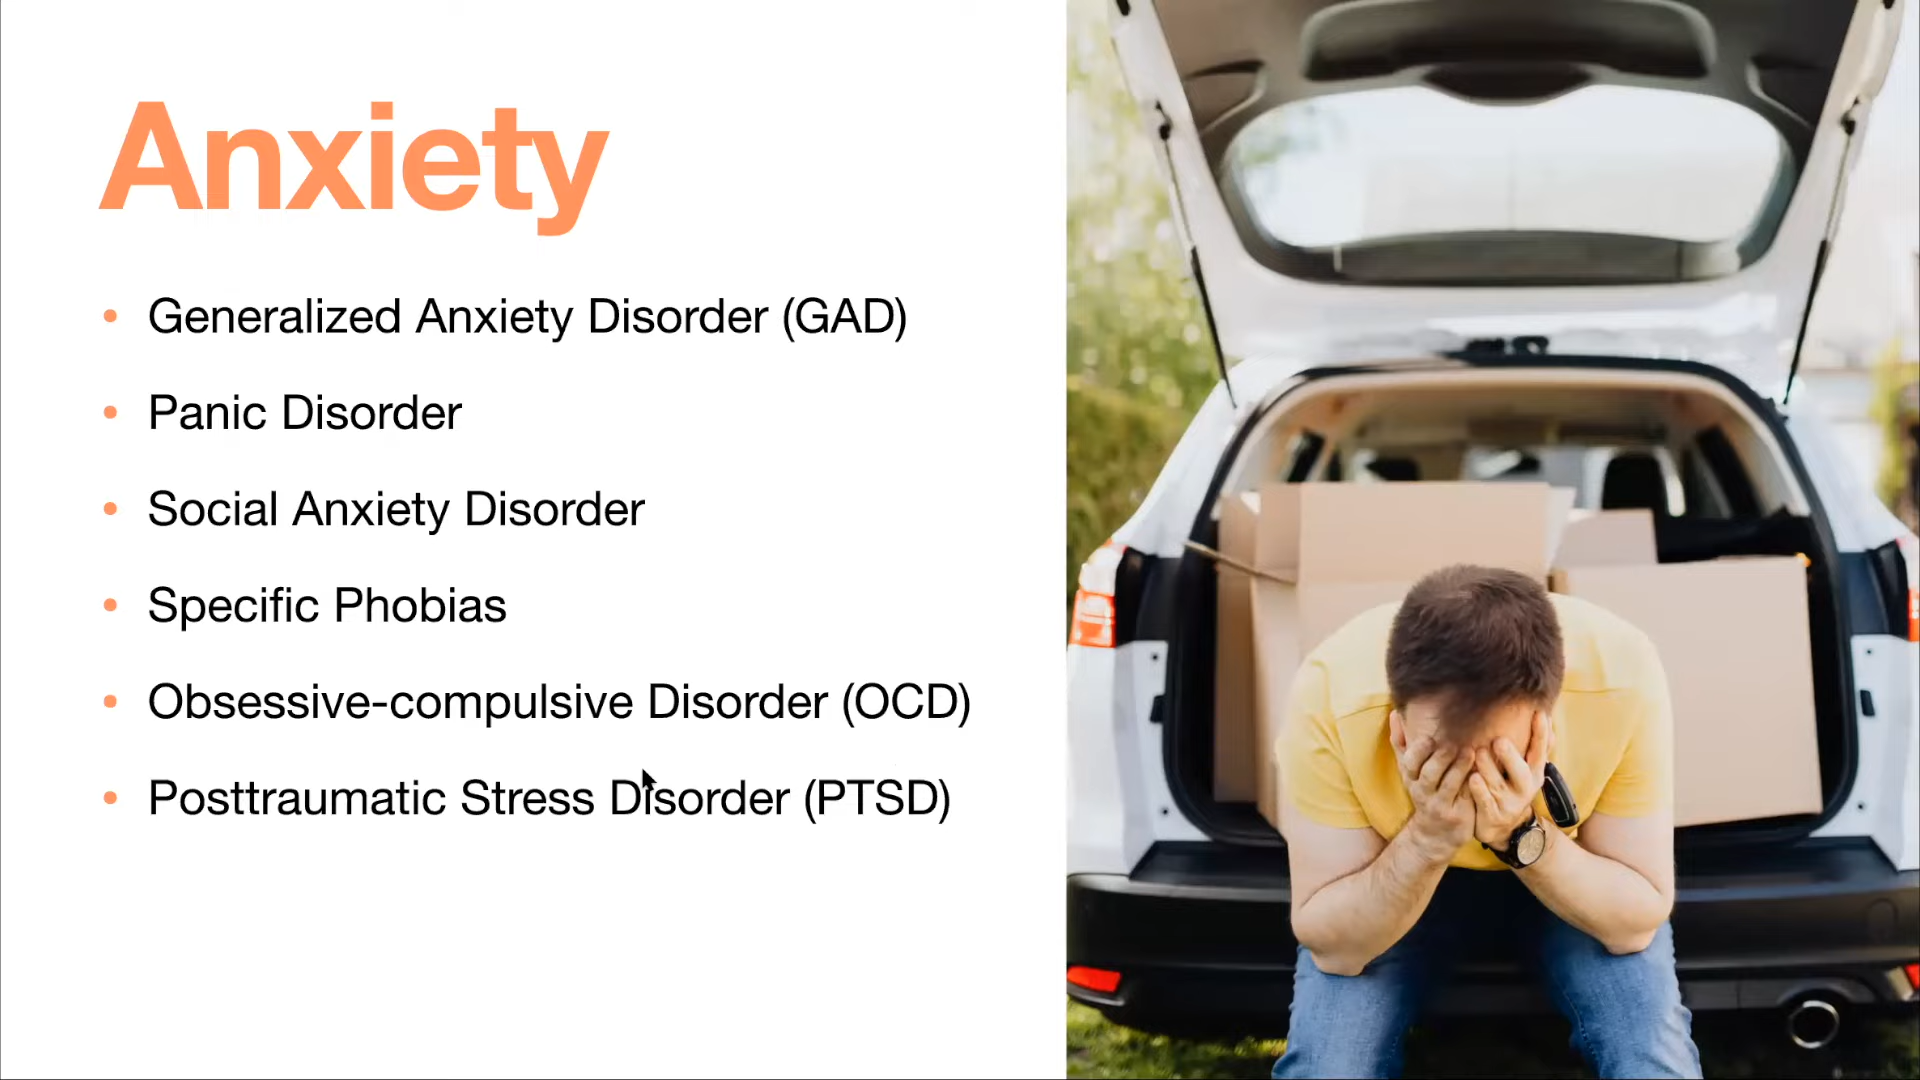 Anxiety
• Generalized Anxiety Disorder (GAD)
• Panic Disorder
• Social Anxiety Disorder
• Specific Phobias
• Obsessive-compulsive Disorder (OCD)
• Posttraumatic Stress Disorder (PTSD)